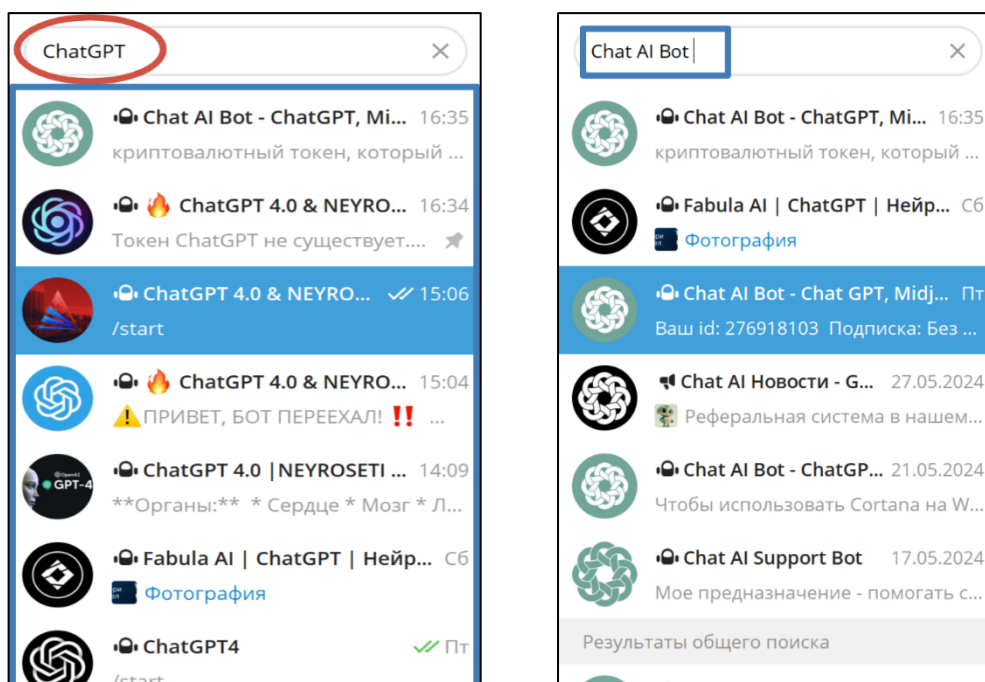 ChatGPT
Chat AI Bot - ChatGPT, Mi... 16:35
криптовалютный токен, который ...
🔥 ChatGPT 4.0 & NEYRO... 16:34
Токен ChatGPT не существует....
ChatGPT 4.0 & NEYRO... 15:06
/start
🔥 ChatGPT 4.0 & NEYRO... 15:04
⚠️ПРИВЕТ, БОТ ПЕРЕЕХАЛ! ‼️ ...
GPT-4
ChatGPT 4.0 |NEYROSETI ... 14:09
**Органы:** * Сердце * Мозг * Л...
Fabula AI | ChatGPT | Нейр... Сб
Фотография
ChatGPT4 Пт
/start
Chat AI Bot
Chat AI Bot - ChatGPT, Mi... 16:35
криптовалютный токен, который ...
Fabula AI | ChatGPT | Нейр... Сб
Фотография
Chat AI Bot - Chat GPT, Midj... Пт
Ваш id: 276918103 Подписка: Без ...
Chat AI Новости - G... 27.05.2024
Реферальная система в нашем...
Chat AI Bot - ChatGP... 21.05.2024
Чтобы использовать Cortana на W...
Chat AI Support Bot 17.05.2024
Мое предназначение - помогать с...
Результаты общего поиска